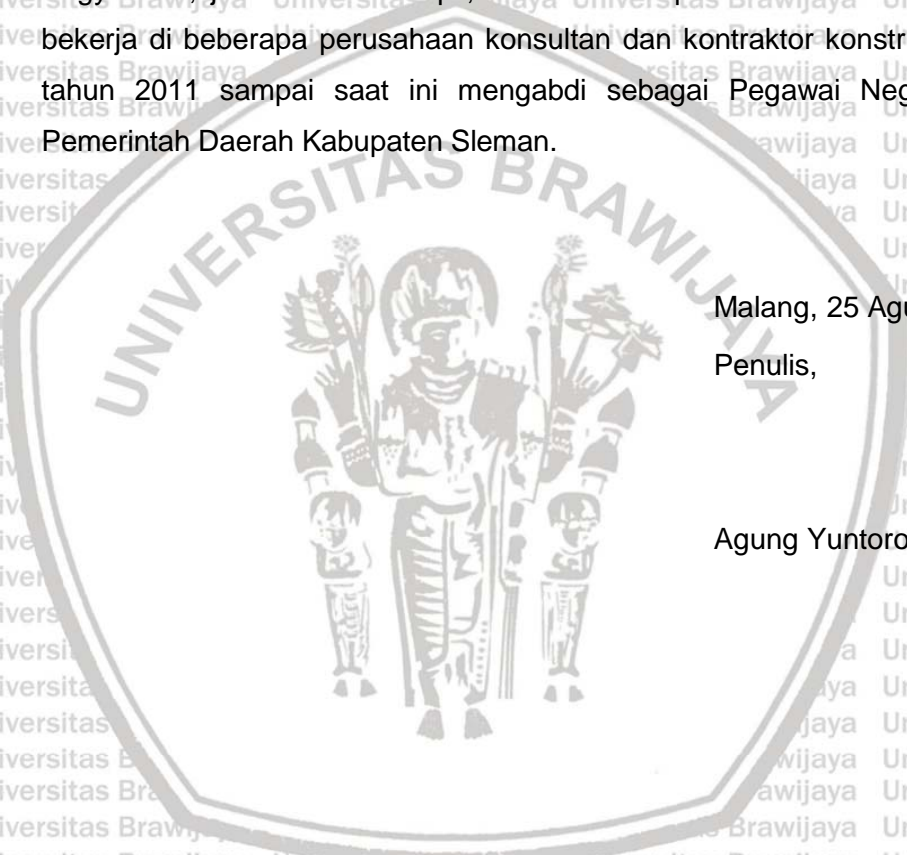 bekerja di beberapa perusahaan konsultan dan kontraktor konstr
tahun 2011 sampai saat ini mengabdi sebagai Pegawai Neg
Pemerintah Daerah Kabupaten Sleman.
UNIVERSITAS BRAWIJAYA
Malang, 25 Agu
Penulis,
Agung Yuntoro